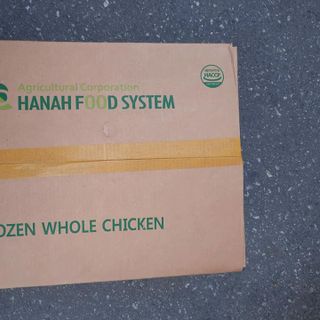 Agricultural Corporation
HANAH FOOD SYSTEM
HACCP
OZEN WHOLE CHICKEN